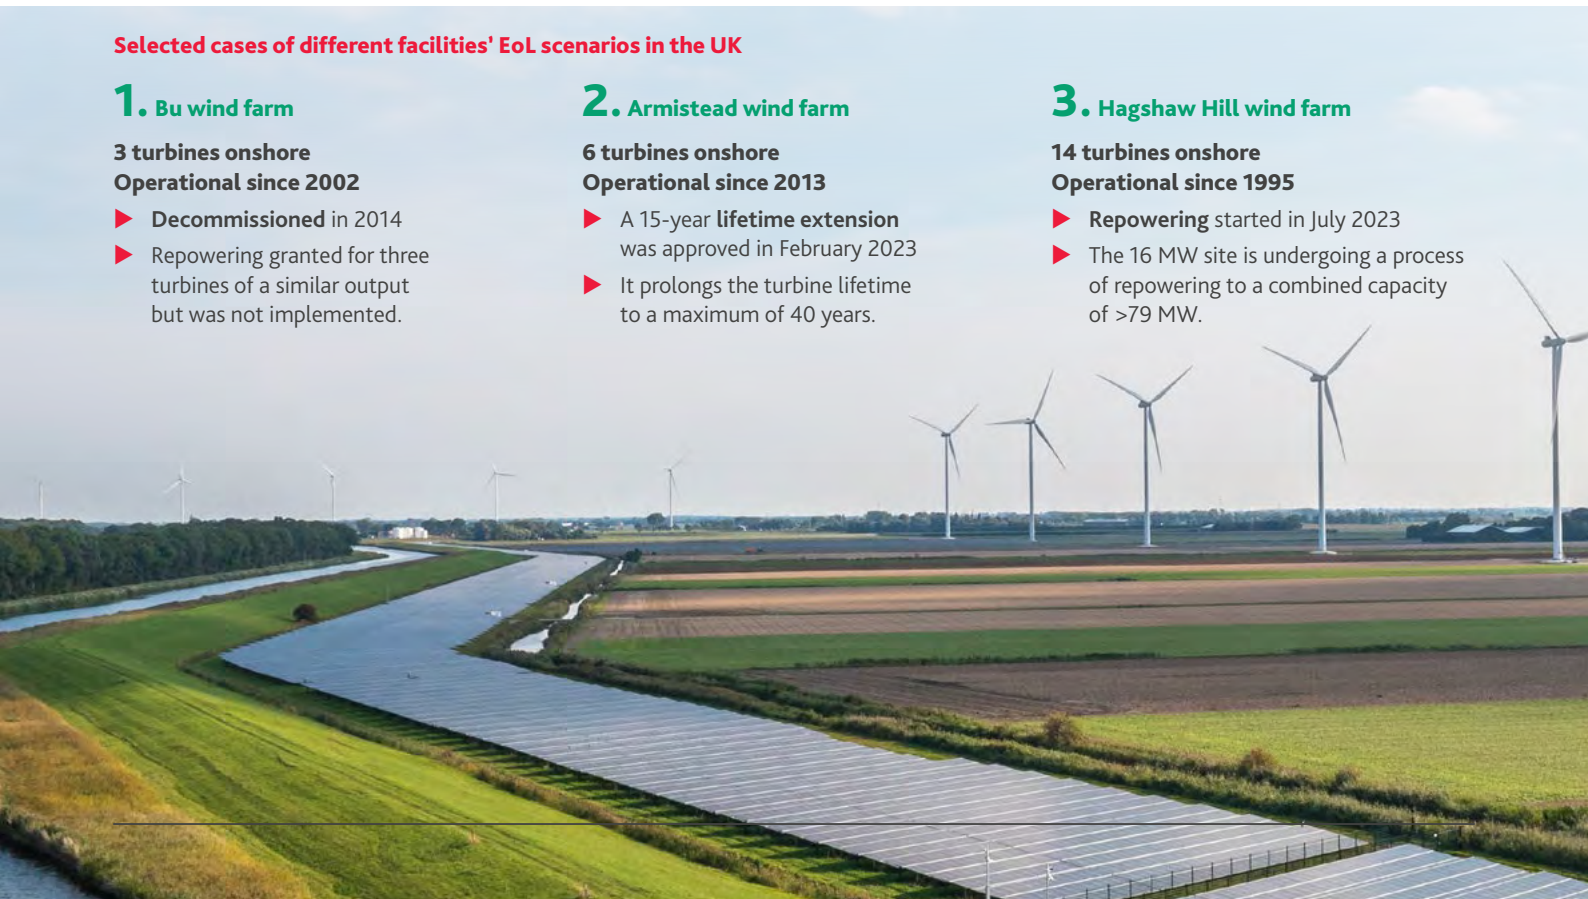 Selected cases of different facilities' EoL scenarios in the UK
1. Bu wind farm
3 turbines onshore
Operational since 2002
▶ Decommissioned in 2014
▶ Repowering granted for three
turbines of a similar output
but was not implemented.
2. Armistead wind farm
6 turbines onshore
Operational since 2013
▶ A 15-year lifetime extension
was approved in February 2023
▶ It prolongs the turbine lifetime
to a maximum of 40 years.
3. Hagshaw Hill wind farm
14 turbines onshore
Operational since 1995
▶ Repowering started in July 2023
▶ The 16 MW site is undergoing a process
of repowering to a combined capacity
of >79 MW.